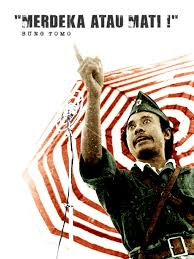 "MERDEKA ATAU MATI !"
BUNG TOMO